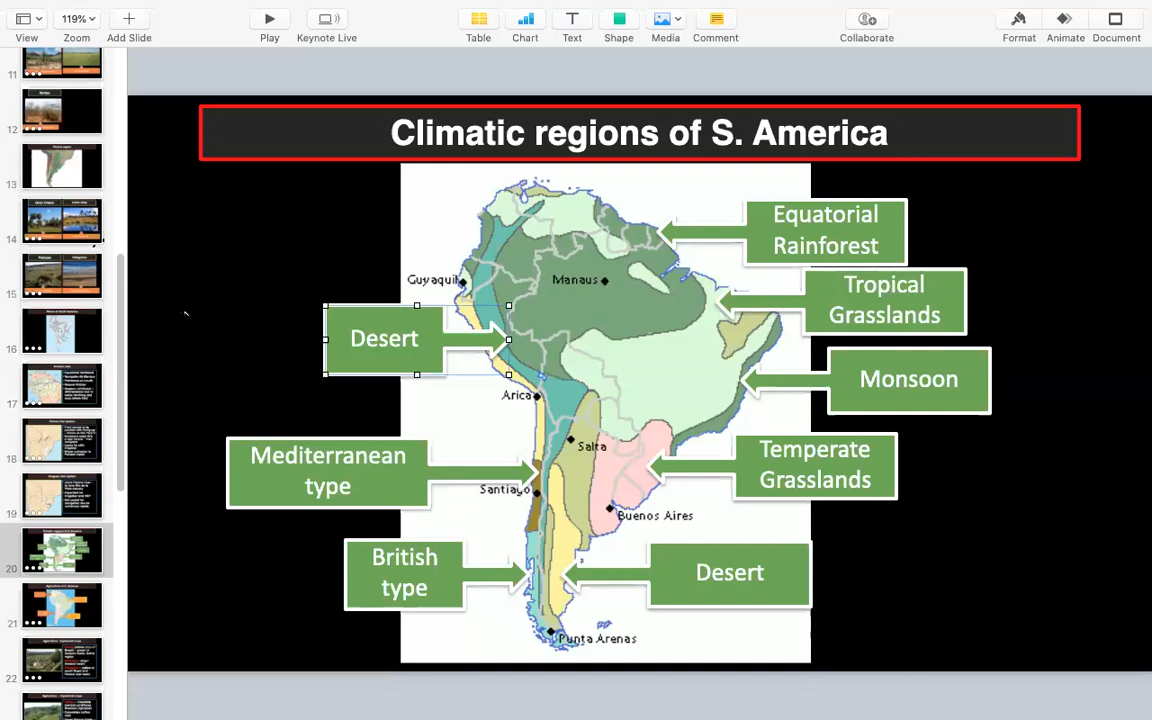 119%
View
Zoom
Add Slide
Play
Keynote Live
Table
Chart
Text
Shape
Media
Comment
Collaborate
Format
Animate
Document
11
12
13
14
15
16
17
18
19
20
21
22
Climatic regions of S. America
Equatorial
Rainforest
Guyaquil
Manaus
Tropical
Grasslands
Desert
Monsoon
Arica
Salta
Temperate
Grasslands
Mediterranean
type
Santiago
Buenos Aires
British
type
Desert
Punta Arenas